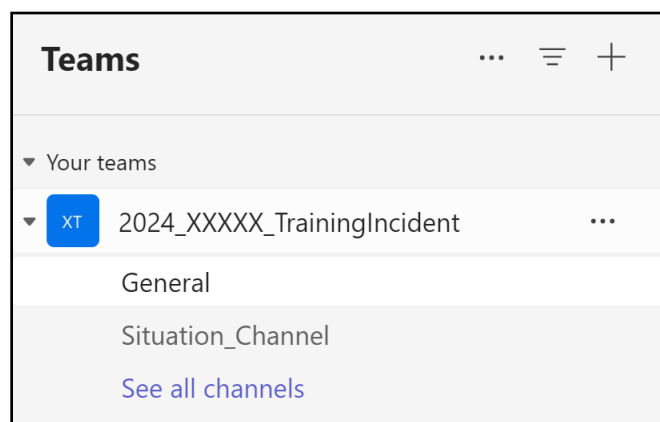 Teams
Your teams
XT 2024_XXXXX_TrainingIncident
General
Situation_Channel
See all channels